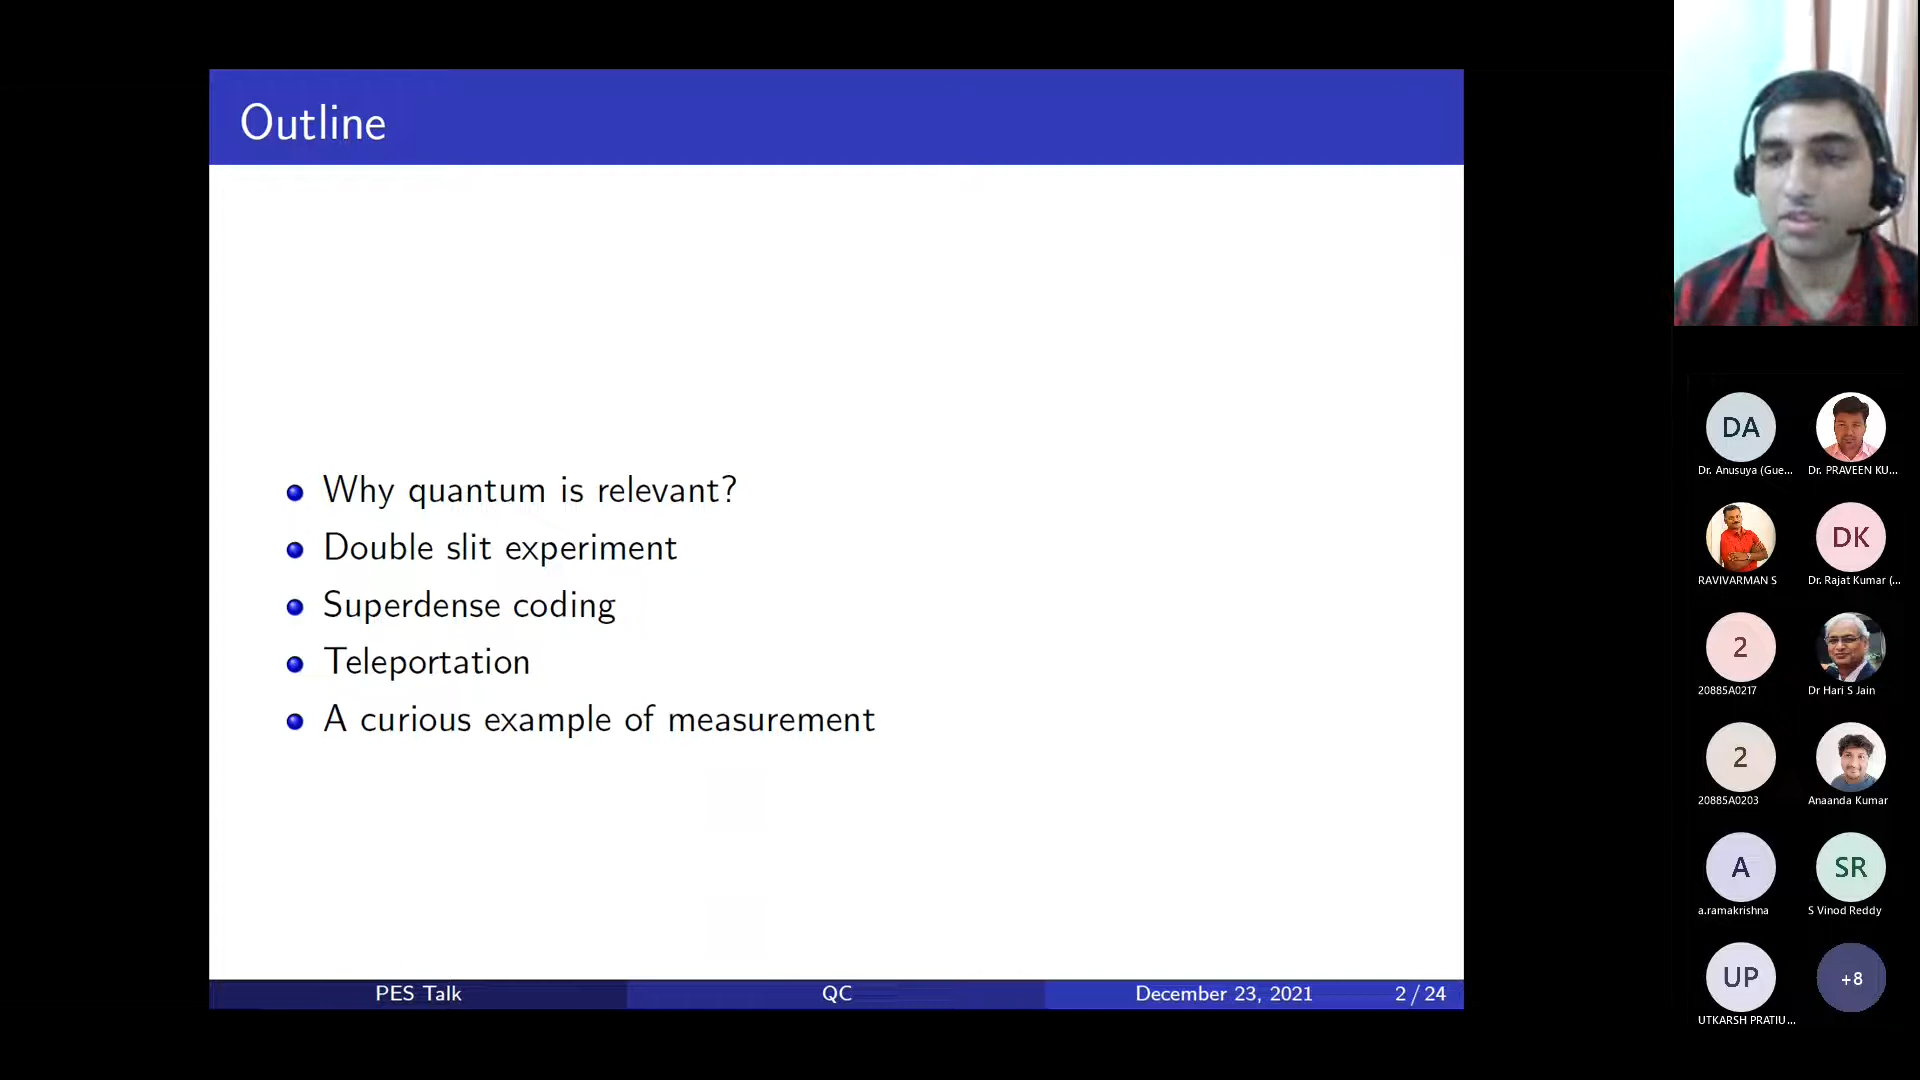 Outline
Why quantum is relevant?
Double slit experiment
Superdense coding
Teleportation
A curious example of measurement
PES Talk
QC
December 23, 2021
2 / 24
DA
Dr. Anusuya (Gue...
Dr. PRAVEEN KU...
RAVIVARMAN S
DK
Dr. Rajat Kumar (...
2
20885A0217
Dr Hari S Jain
2
20885A0203
Anaanda Kumar
A
a.ramakrishna
SR
S Vinod Reddy
UP
UTKARSH PRATIU...
+8